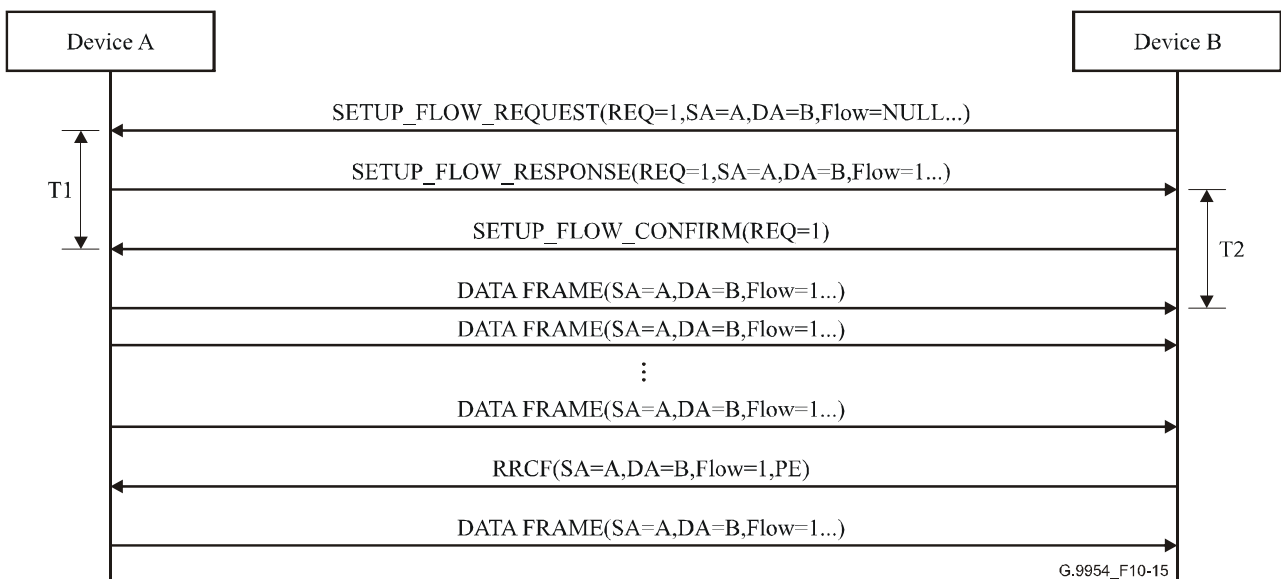 Device A
Device B
SETUP_FLOW_REQUEST(REQ=1,SA=A,DA=B,Flow=NULL...)
T1
SETUP_FLOW_RESPONSE(REQ=1,SA=A,DA=B,Flow=1...)
SETUP_FLOW_CONFIRM(REQ=1)
T2
DATA FRAME(SA=A,DA=B,Flow=1...)
DATA FRAME(SA=A,DA=B,Flow=1...)
⋮
DATA FRAME(SA=A,DA=B,Flow=1...)
RRCF(SA=A,DA=B,Flow=1,PE)
DATA FRAME(SA=A,DA=B,Flow=1...)
G.9954_F10-15